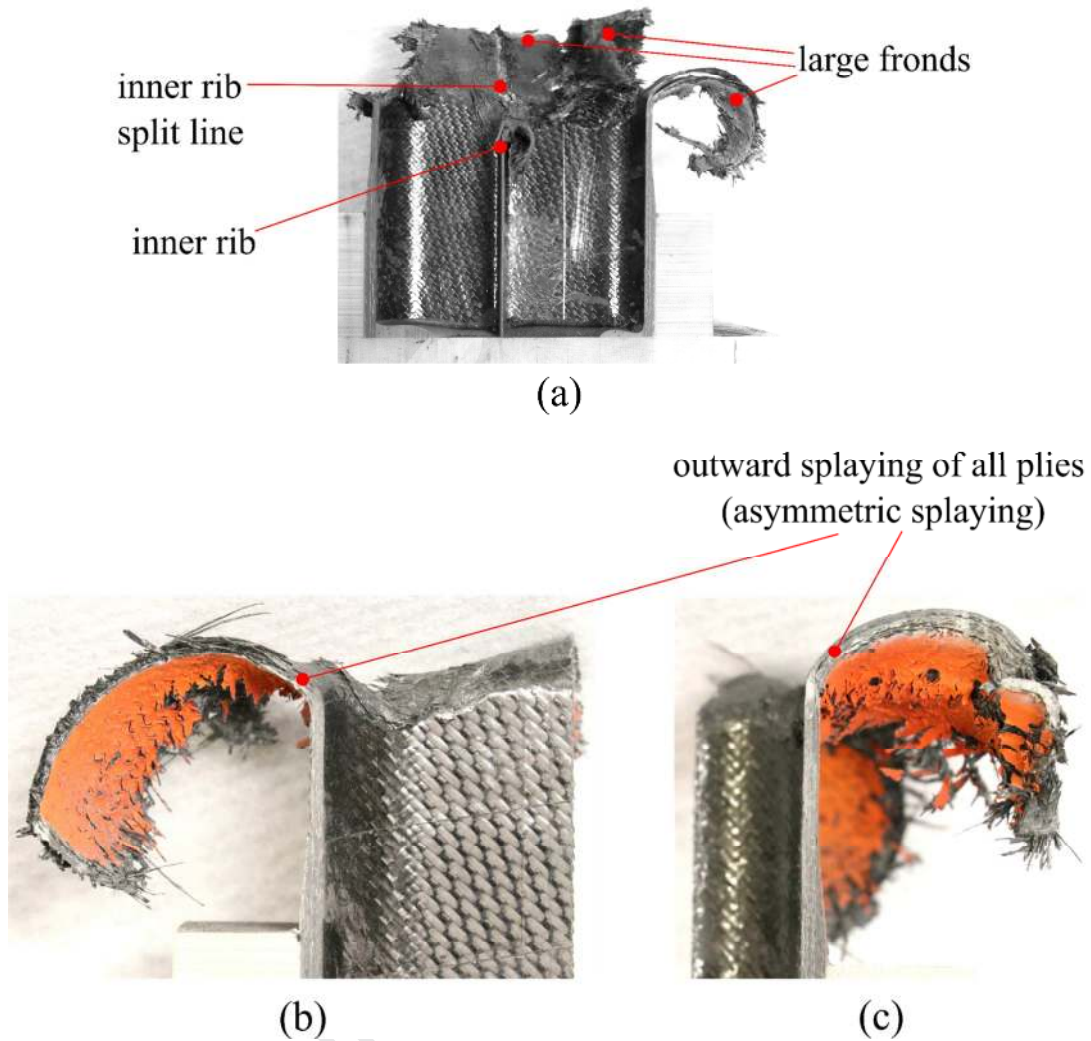 large fronds
inner rib
split line
inner rib
(a)
outward splaying of all plies
(asymmetric splaying)
(b)
(c)